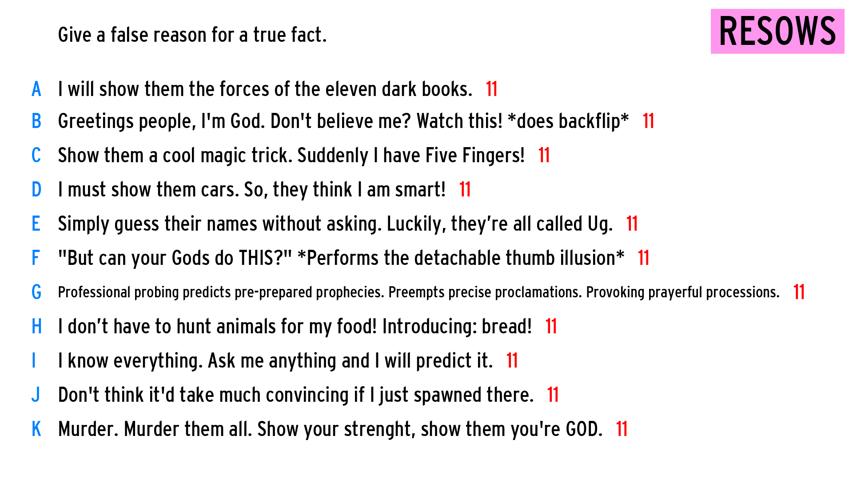 Give a false reason for a true fact.
RESOWS
A I will show them the forces of the eleven dark books. 11
B Greetings people, I'm God. Don't believe me? Watch this! *does backflip* 11
C Show them a cool magic trick. Suddenly I have Five Fingers! 11
D I must show them cars. So, they think I am smart! 11
E Simply guess their names without asking. Luckily, they’re all called Ug. 11
F "But can your Gods do THIS?" *Performs the detachable thumb illusion* 11
G Professional probing predicts pre-prepared prophecies. Preempts precise proclamations. Provoking prayerful processions. 11
H I don’t have to hunt animals for my food! Introducing: bread! 11
I I know everything. Ask me anything and I will predict it. 11
J Don't think it'd take much convincing if I just spawned there. 11
K Murder. Murder them all. Show your strenght, show them you're GOD. 11